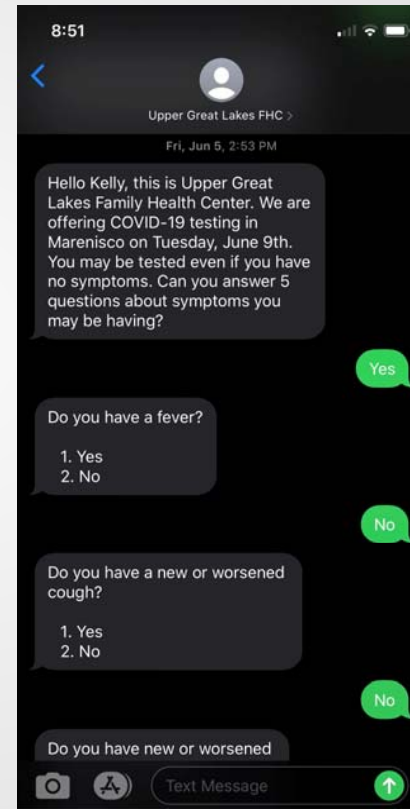 8:51
Upper Great Lakes FHC >
Fri, Jun 5, 2:53 PM
Hello Kelly, this is Upper Great
Lakes Family Health Center. We are
offering COVID-19 testing in
Marenisco on Tuesday, June 9th.
You may be tested even if you have
no symptoms. Can you answer 5
questions about symptoms you
may be having?
Yes
Do you have a fever?
1. Yes
2. No
No
Do you have a new or worsened
cough?
1. Yes
2. No
No
Do you have new or worsened
Text Message